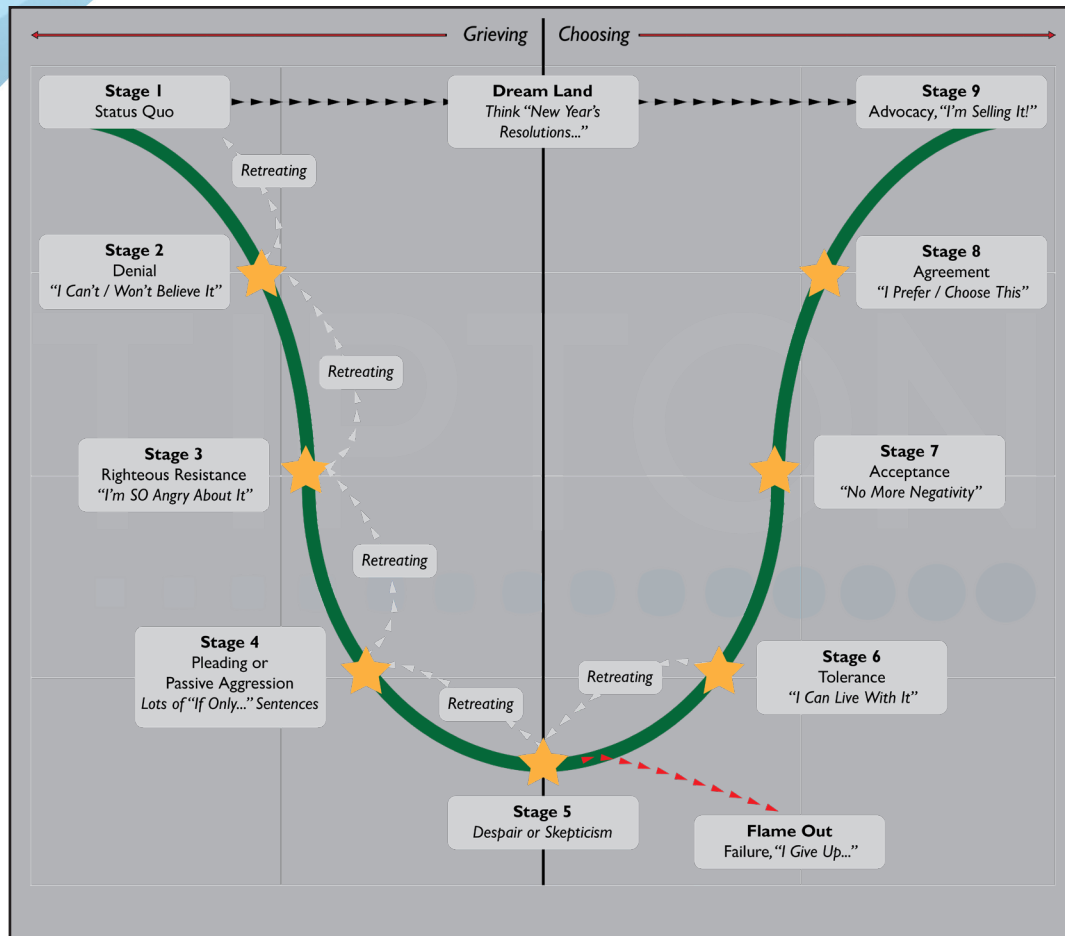 Grieving
Choosing
Stage 1
Status Quo
Dream Land
Think "New Year's
Resolutions..."
Stage 9
Advocacy, "I'm Selling It!"
Retreating
Stage 2
Denial
"I Can't / Won't Believe It"
Stage 8
Agreement
"I Prefer / Choose This"
Retreating
Stage 3
Righteous Resistance
"I'm SO Angry About It"
Stage 7
Acceptance
"No More Negativity"
Retreating
Stage 4
Pleading or
Passive Aggression
Lots of "If Only..." Sentences
Retreating
Retreating
Stage 6
Tolerance
"I Can Live With It"
Stage 5
Despair or Skepticism
Flame Out
Failure, "I Give Up..."
TIPTON